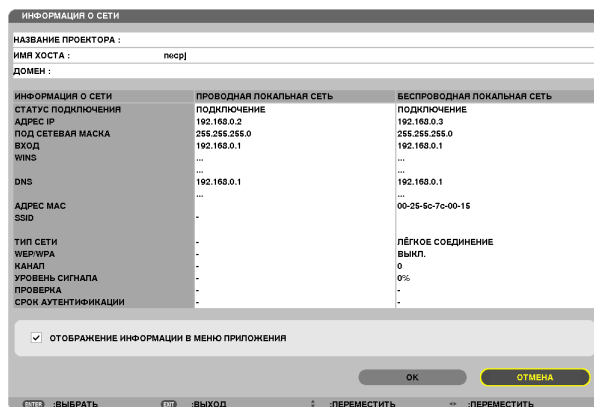 ИНФОРМАЦИЯ О СЕТИ
НАЗВАНИЕ ПРОЕКТОРА :
ИМЯ ХОСТА : necpj
ДОМЕН :
ИНФОРМАЦИЯ О СЕТИ ПРОВОДНАЯ ЛОКАЛЬНАЯ СЕТЬ БЕСПРОВОДНАЯ ЛОКАЛЬНАЯ СЕТЬ
СТАТУС ПОДКЛЮЧЕНИЯ ПОДКЛЮЧЕНИЕ ПОДКЛЮЧЕНИЕ
АДРЕС IP 192.168.0.2 192.168.0.3
ПОД СЕТЕВАЯ МАСКА 255.255.255.0 255.255.255.0
ВХОД 192.168.0.1 192.168.0.1
WINS ... ...
... ...
DNS 192.168.0.1 192.168.0.1
... ...
АДРЕС MAC 00-25-5c-7c-00-15
SSID -
ТИП СЕТИ - ЛЁГКОЕ СОЕДИНЕНИЕ
WEP/WPA - ВЫКЛ.
КАНАЛ - 0
УРОВЕНЬ СИГНАЛА - 0%
ПРОВЕРКА - -
СРОК АУТЕНТИФИКАЦИИ - -
ОТОБРАЖЕНИЕ ИНФОРМАЦИИ В МЕНЮ ПРИЛОЖЕНИЯ
OK ОТМЕНА
ENTER :ВЫБРАТЬ EXIT :ВЫХОД :ПЕРЕМЕСТИТЬ :ПЕРЕМЕСТИТЬ